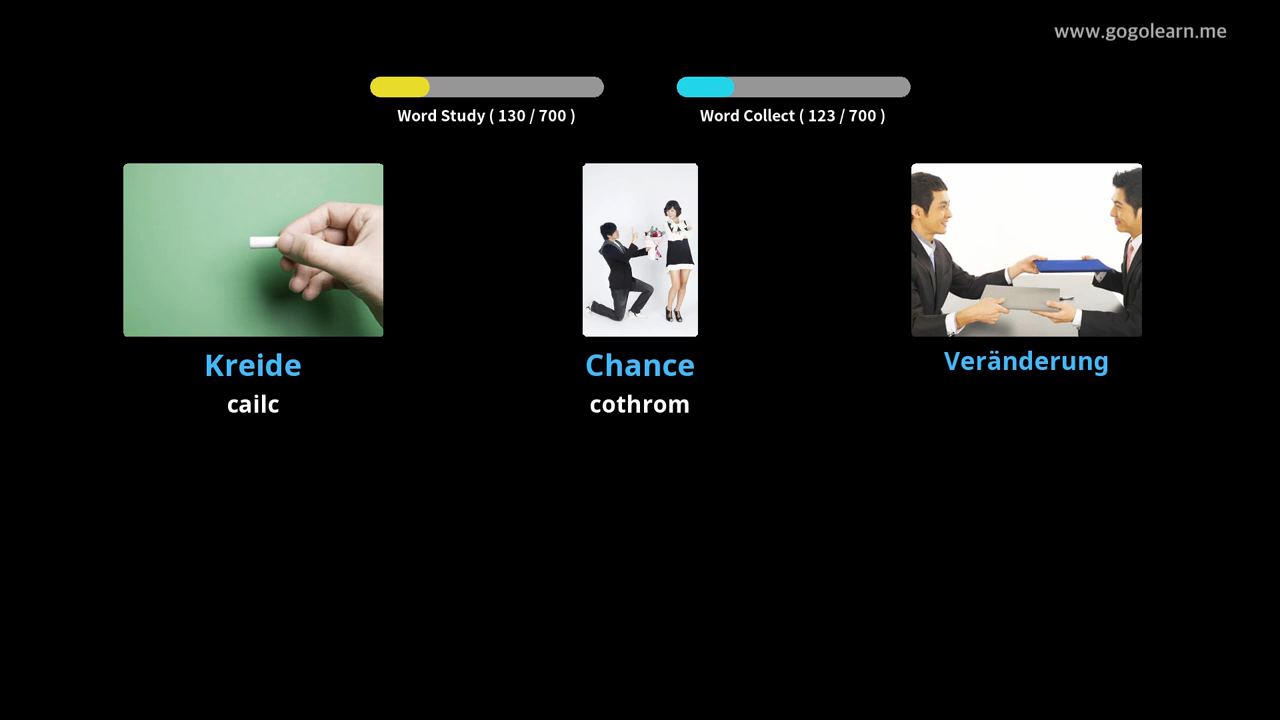 www.gogolearn.me
Word Study ( 130 / 700 )
Word Collect ( 123 / 700 )
Kreide
Chance
Veränderung
cailc
cothrom